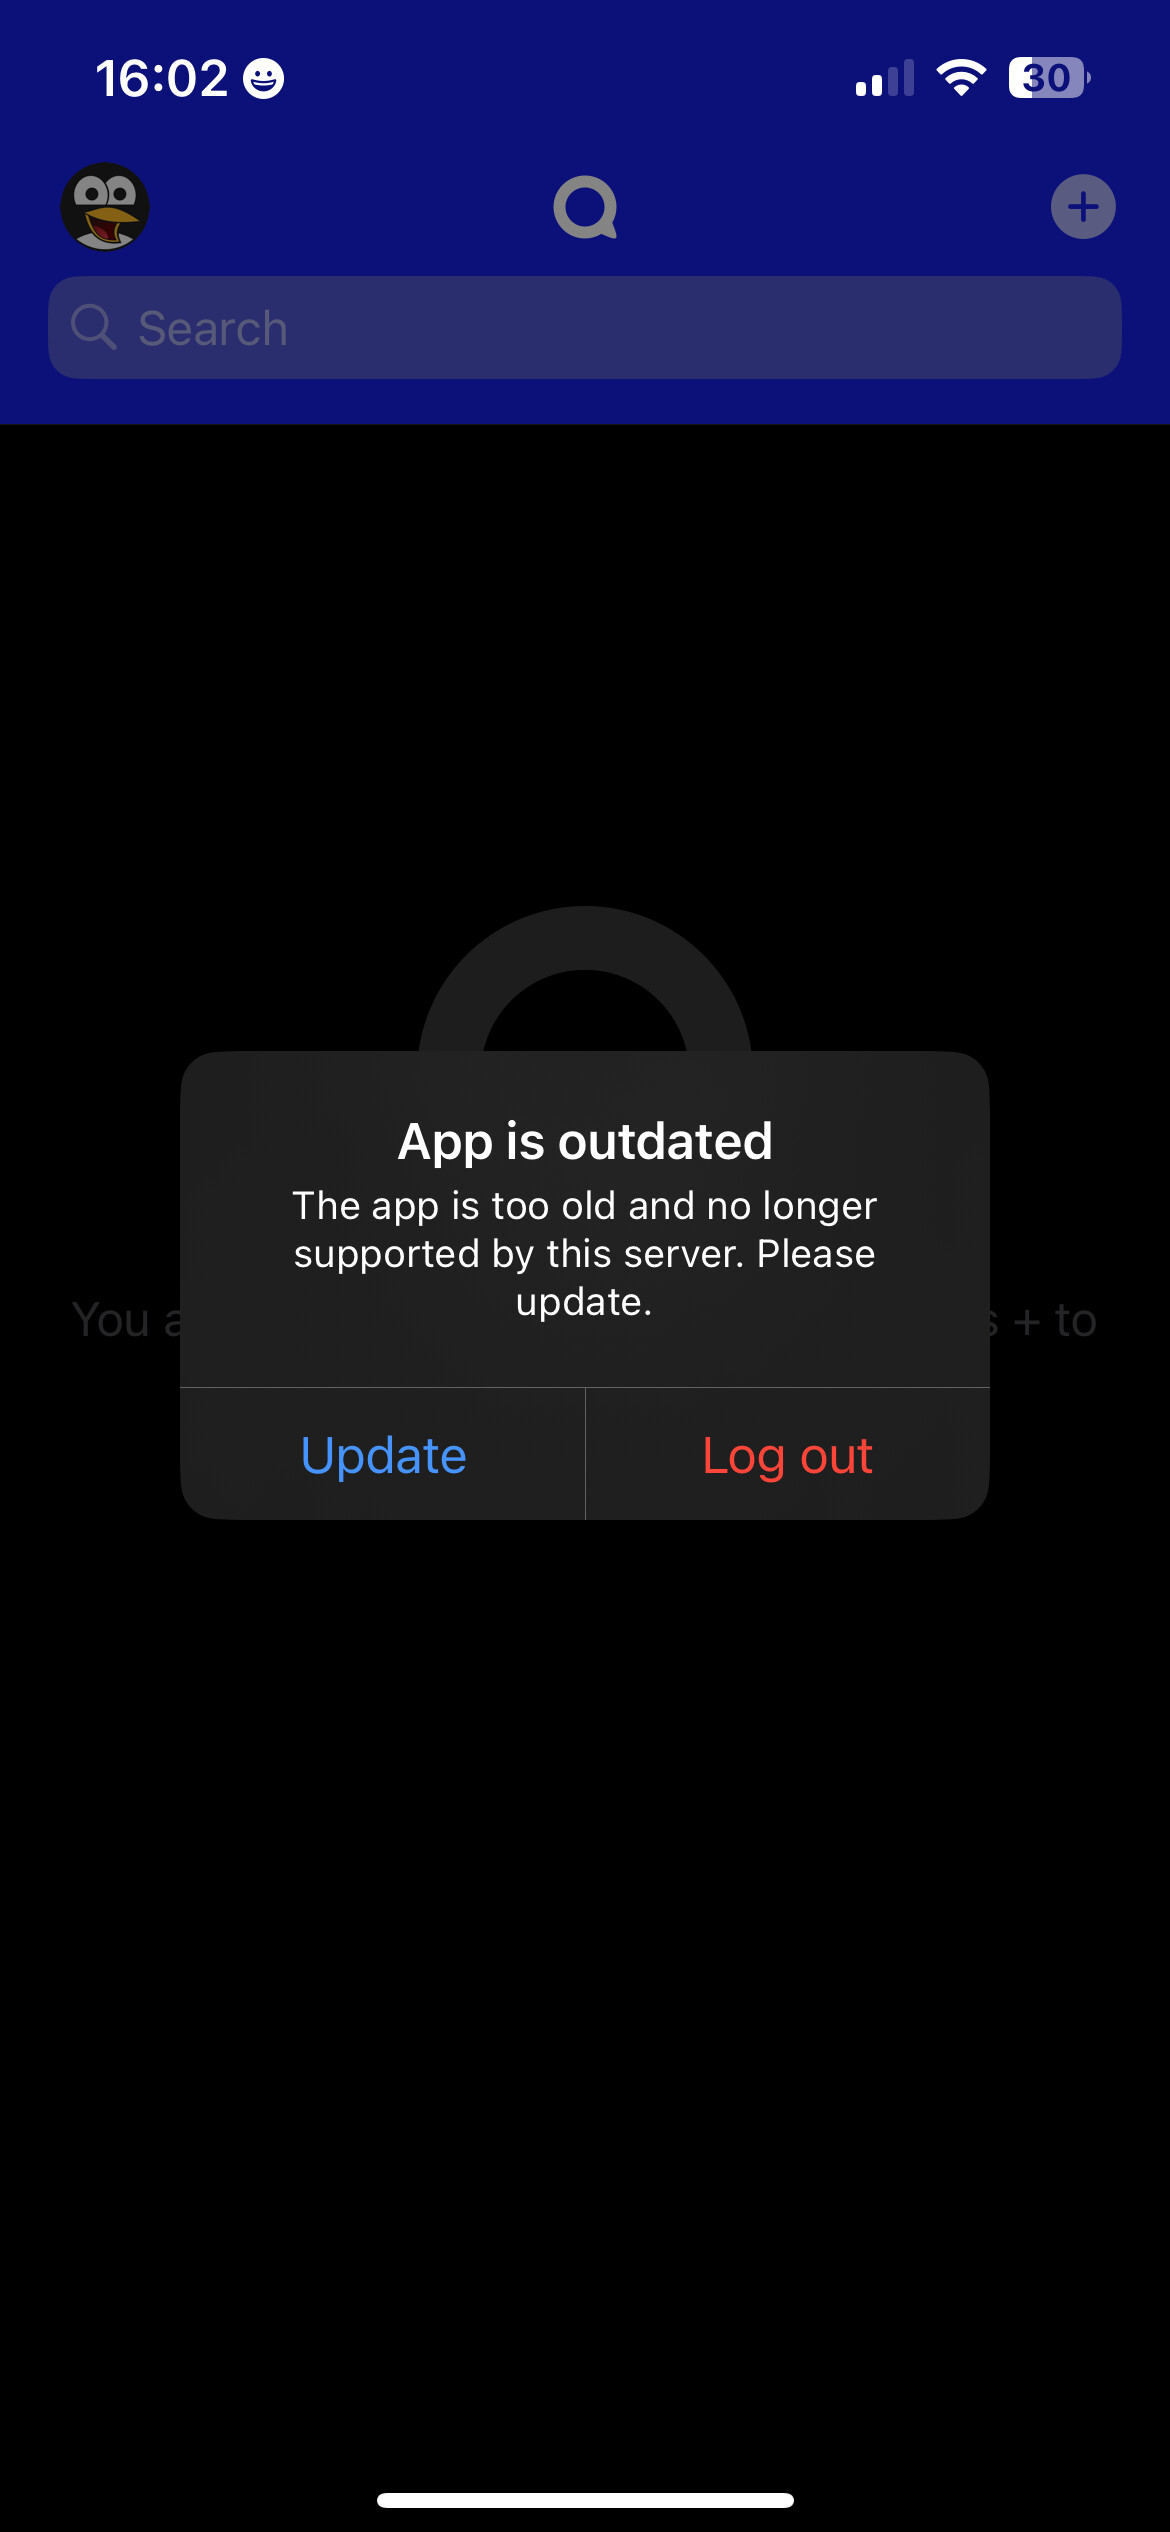 16:02
30
Search
App is outdated
The app is too old and no longer
supported by this server. Please
update.
You + to
Update
Log out